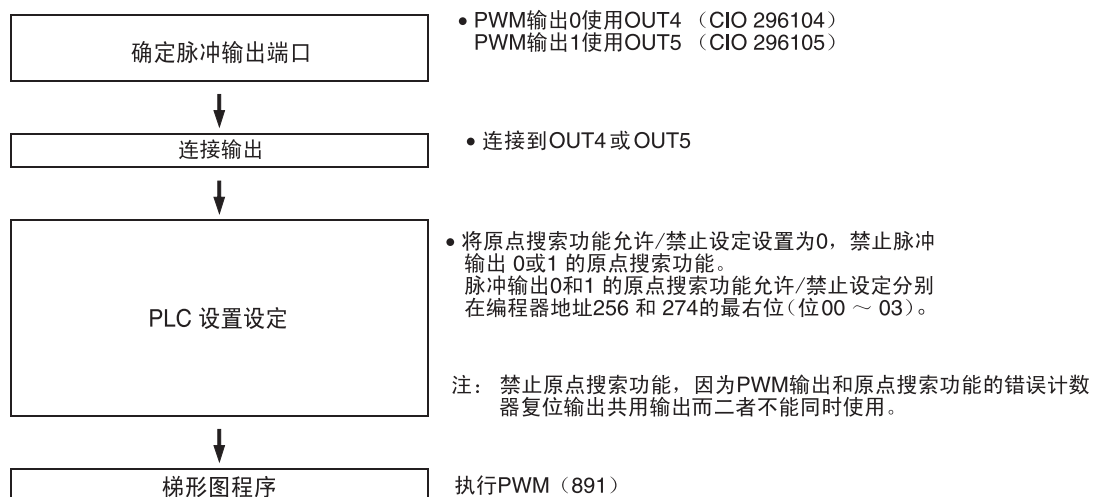 确定脉冲输出端口
• PWM输出0使用OUT4 （CIO 296104）
PWM输出1使用OUT5 （CIO 296105）
连接输出
• 连接到OUT4或OUT5
PLC 设置设定
• 将原点搜索功能允许/禁止设定设置为0，禁止脉冲
输出 0或1 的原点搜索功能。
脉冲输出0和1 的原点搜索功能允许/禁止设定分别
在编程器地址256 和 274的最右位（位00 ～ 03）。
注： 禁止原点搜索功能，因为PWM输出和原点搜索功能的错误计数
器复位输出共用输出而二者不能同时使用。
梯形图程序
执行PWM（891）